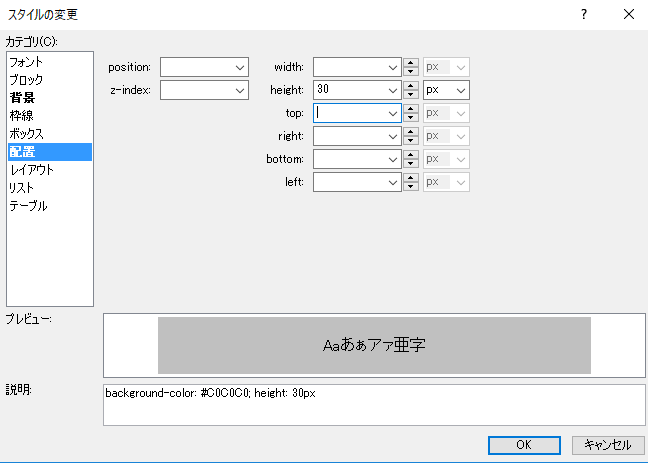 スタイルの変更
カテゴリ(C):
フォント
ブロック
背景
枠線
ボックス
配置
レイアウト
リスト
テーブル
position:
z-index:
width: px
height: 30 px
top: px
right: px
bottom: px
left: px
プレビュー:
Aaあぁアァ亜字
説明:
background-color: #C0C0C0; height: 30px
OK
キャンセル